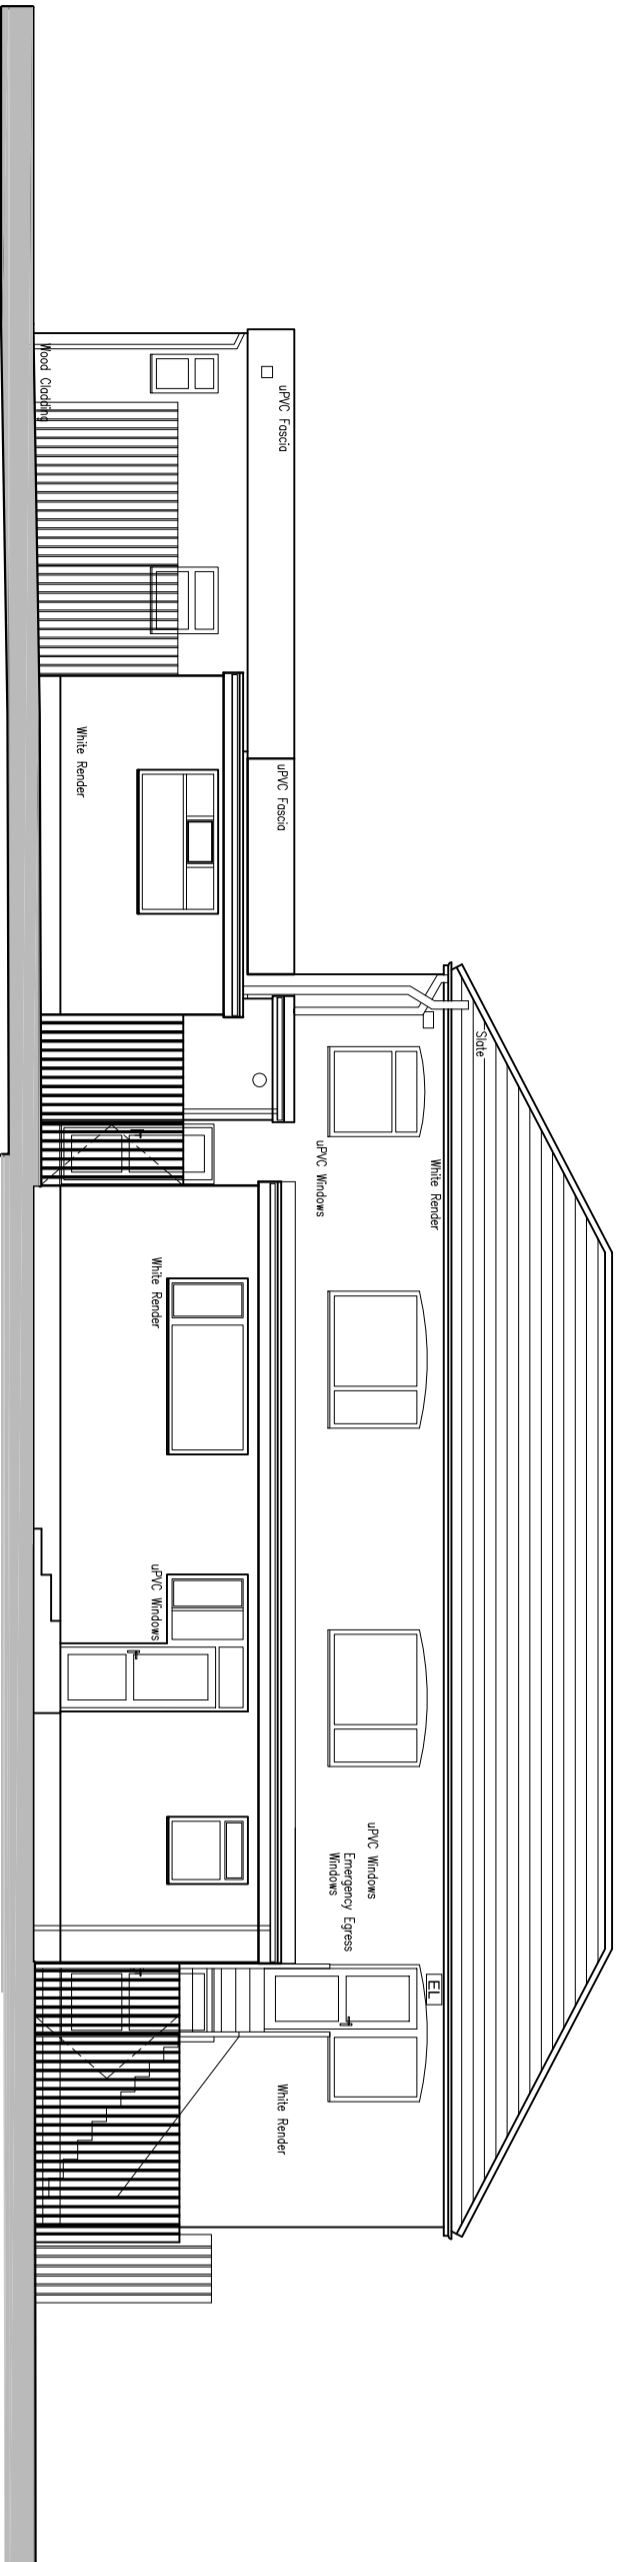 Wood Cladding
uPVC Fascia
White Render
uPVC Fascia
Slate
uPVC Windows
White Render
White Render
uPVC Windows
uPVC Windows
Emergency Egress
Windows
EL
White Render